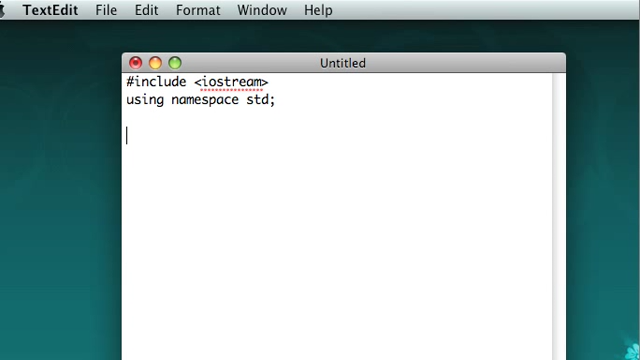 TextEdit File Edit Format Window Help
Untitled
#include <iostream>
using namespace std;